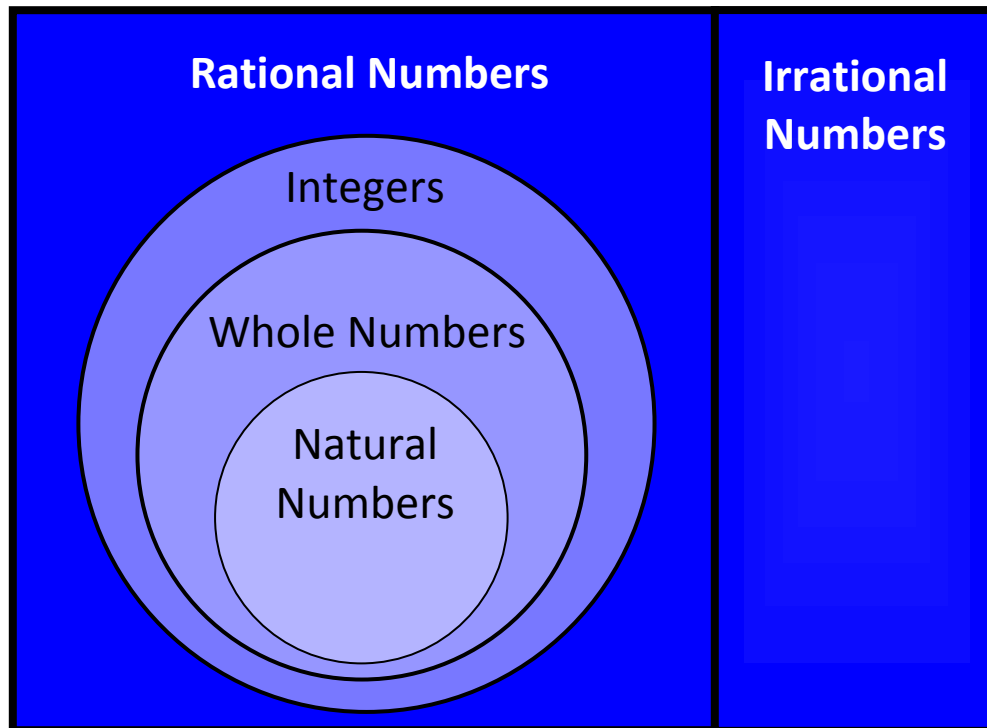 Rational Numbers
Irrational
Numbers
Integers
Whole Numbers
Natural
Numbers